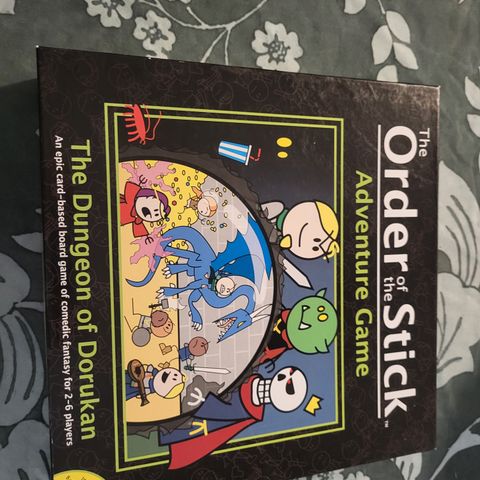 The
Order
of the
Stick™
Adventure Game
The Dungeon of Dorukan
An epic card-based board game of comedic fantasy for 2-6 players